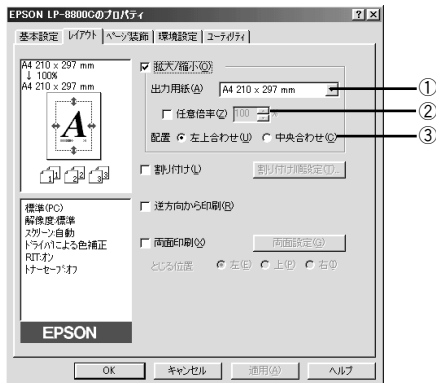 EPSON LP-8800Cのプロパティ
基本設定 レイアウト ページ装飾 環境設定 ユーティリティ
A4 210 x 297 mm
↓ 100%
A4 210 x 297 mm
A
1 1 2 2 3 3
標準(PC)
解像度:標準
スクリーン:自動
ドライバによる色補正
RIT:オン
トナーセーブ:オフ
EPSON
拡大/縮小(O)
出力用紙(A) A4 210 x 297 mm ①
任意倍率(Z) 100 % ②
配置 左上合わせ(U) 中央合わせ(C) ③
割り付け(L) 割り付け順設定(T)...
逆方向から印刷(R)
両面印刷(X) 両面設定(G)
とじる位置 左(E) 上(P) 右(I)
OK キャンセル 適用(A) ヘルプ